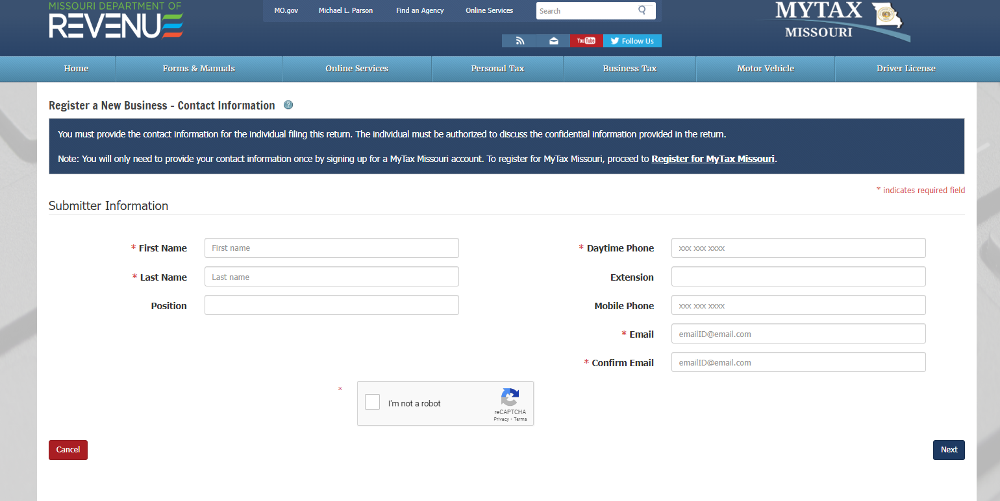 MISSOURI DEPARTMENT OF
REVENUE
MO.gov Michael L. Parson Find an Agency Online Services Search
YouTube Follow Us
MYTAX
MISSOURI
Home Forms & Manuals Online Services Personal Tax Business Tax Motor Vehicle Driver License
Register a New Business - Contact Information ?
You must provide the contact information for the individual filing this return. The individual must be authorized to discuss the confidential information provided in the return.
Note: You will only need to provide your contact information once by signing up for a MyTax Missouri account. To register for MyTax Missouri, proceed to Register for MyTax Missouri.
* indicates required field
Submitter Information
* First Name First name * Daytime Phone xxx xxx xxxx
* Last Name Last name Extension
Position Mobile Phone xxx xxx xxxx
* Email emailID@email.com
* Confirm Email emailID@email.com
* I'm not a robot
reCAPTCHA
Privacy - Terms
Cancel Next